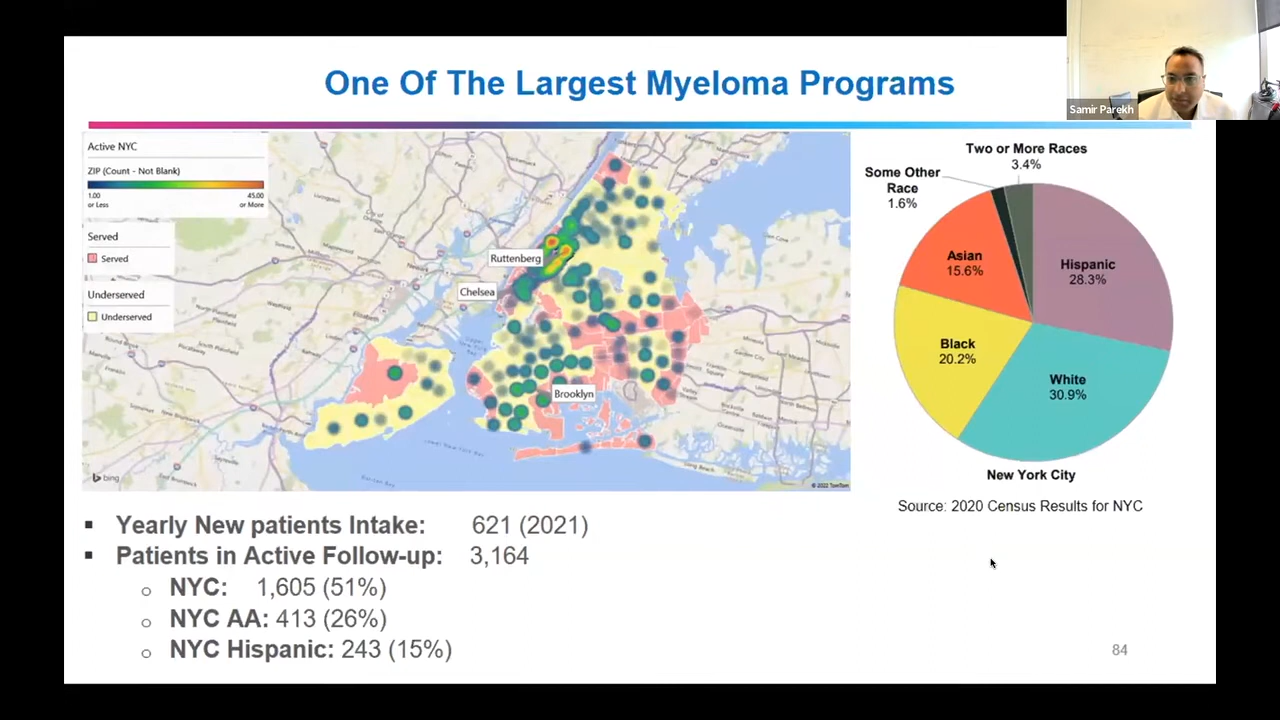 Samir Parekh
One Of The Largest Myeloma Programs
Active NYC
ZIP (Count - Not Blank)
1.00
or Less
45.00
or More
Served
Served
Underserved
Underserved
Ruttenberg
Chelsea
Brooklyn
bing
© 2022 TomTom
Two or More Races
3.4%
Some Other
Race
1.6%
Asian
15.6%
Hispanic
28.3%
Black
20.2%
White
30.9%
New York City
Source: 2020 Census Results for NYC
▪ Yearly New patients Intake: 621 (2021)
▪ Patients in Active Follow-up: 3,164
o NYC: 1,605 (51%)
o NYC AA: 413 (26%)
o NYC Hispanic: 243 (15%)
84